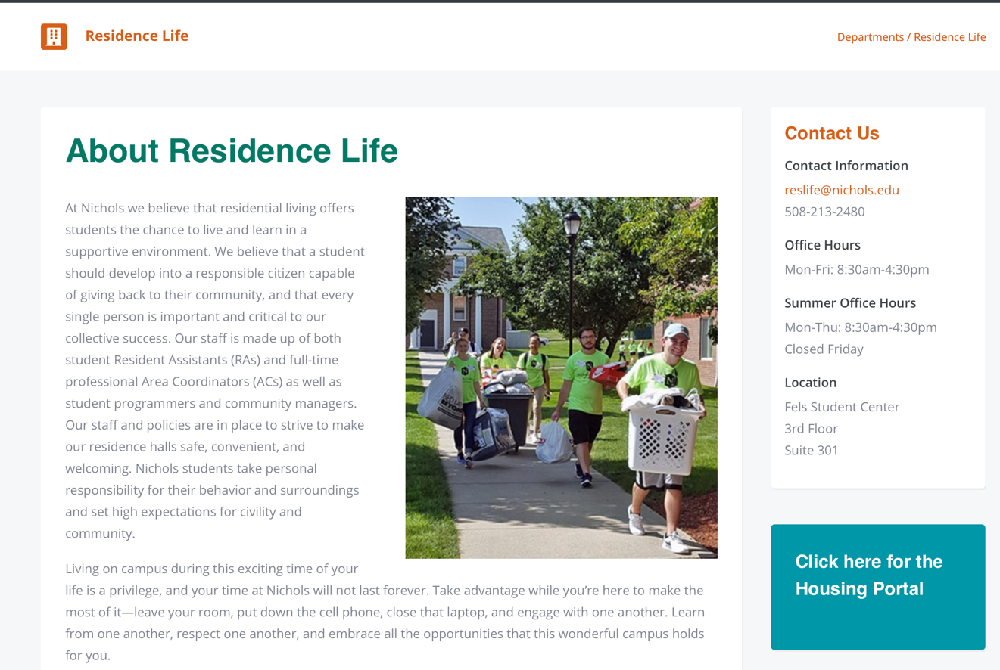 Residence Life
Departments / Residence Life
About Residence Life
At Nichols we believe that residential living offers
students the chance to live and learn in a
supportive environment. We believe that a student
should develop into a responsible citizen capable
of giving back to their community, and that every
single person is important and critical to our
collective success. Our staff is made up of both
student Resident Assistants (RAs) and full-time
professional Area Coordinators (ACs) as well as
student programmers and community managers.
Our staff and policies are in place to strive to make
our residence halls safe, convenient, and
welcoming. Nichols students take personal
responsibility for their behavior and surroundings
and set high expectations for civility and
community.
Living on campus during this exciting time of your
life is a privilege, and your time at Nichols will not last forever. Take advantage while you’re here to make the
most of it—leave your room, put down the cell phone, close that laptop, and engage with one another. Learn
from one another, respect one another, and embrace all the opportunities that this wonderful campus holds
for you.
Contact Us
Contact Information
reslife@nichols.edu
508-213-2480
Office Hours
Mon-Fri: 8:30am-4:30pm
Summer Office Hours
Mon-Thu: 8:30am-4:30pm
Closed Friday
Location
Fels Student Center
3rd Floor
Suite 301
Click here for the
Housing Portal